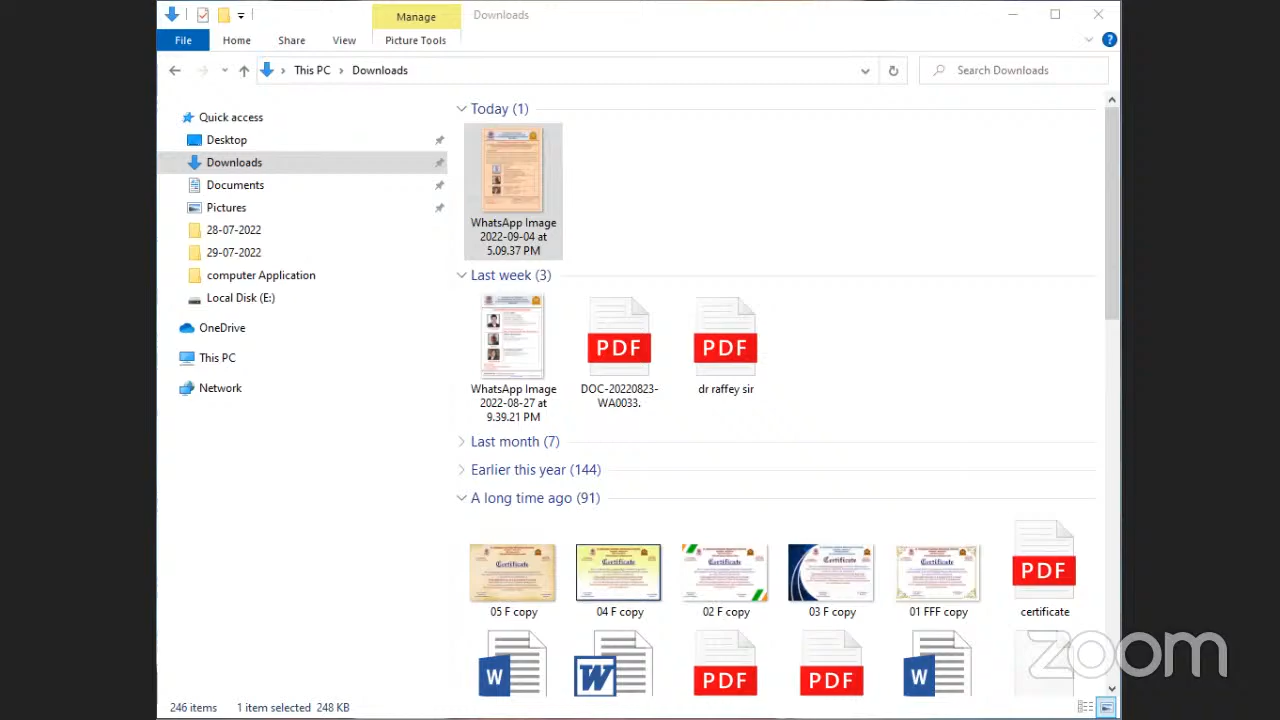 Manage
Downloads
File
Home
Share
View
Picture Tools
This PC
Downloads
Search Downloads
Quick access
Desktop
Downloads
Documents
Pictures
28-07-2022
29-07-2022
computer Application
Local Disk (E:)
OneDrive
This PC
Network
Today (1)
WhatsApp Image
2022-09-04 at
5.09.37 PM
Last week (3)
WhatsApp Image
2022-08-27 at
9.39.21 PM
PDF
DOC-20220823-
WA0033.
PDF
dr raffey sir
Last month (7)
Earlier this year (144)
A long time ago (91)
Certificate
05 F copy
Certificate
04 F copy
Certificate
02 F copy
Certificate
03 F copy
Certificate
01 FFF copy
PDF
certificate
W
W
PDF
PDF
W
zoom
246 items
1 item selected 248 KB